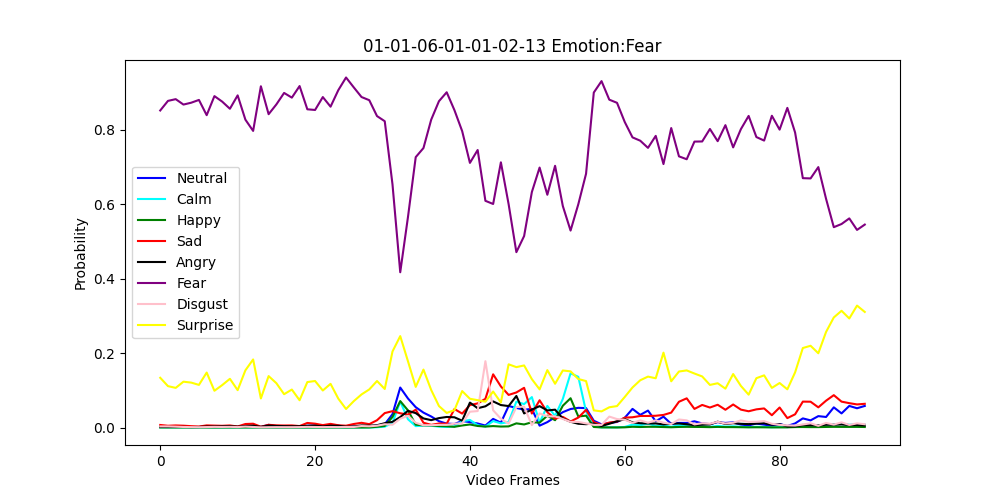 01-01-06-01-01-02-13 Emotion:Fear
Probability
0.8
0.6
0.4
0.2
0.0
Neutral
Calm
Happy
Sad
Angry
Fear
Disgust
Surprise
0 20 40 60 80
Video Frames